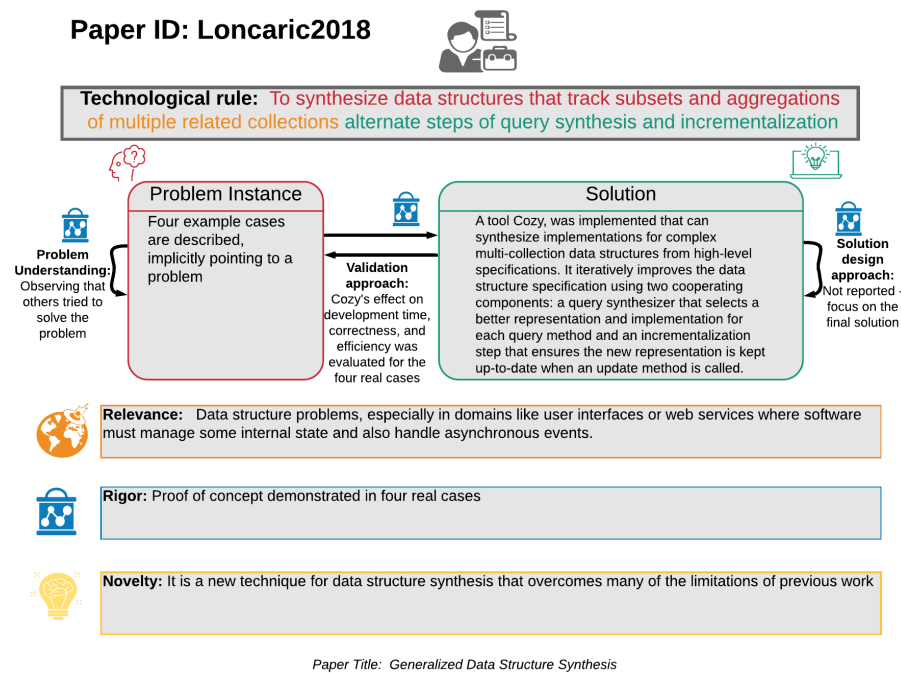 Paper ID: Loncaric2018
Technological rule: To synthesize data structures that track subsets and aggregations
of multiple related collections alternate steps of query synthesis and incrementalization
Problem Instance
Four example cases
are described,
implicitly pointing to a
problem
Solution
A tool Cozy, was implemented that can
synthesize implementations for complex
multi-collection data structures from high-level
specifications. It iteratively improves the data
structure specification using two cooperating
components: a query synthesizer that selects a
better representation and implementation for
each query method and an incrementalization
step that ensures the new representation is kept
up-to-date when an update method is called.
Problem
Understanding:
Observing that
others tried to
solve the
problem
Validation
approach:
Cozy's effect on
development time,
correctness, and
efficiency was
evaluated for the
four real cases
Solution
design
approach:
Not reported -
focus on the
final solution
Relevance: Data structure problems, especially in domains like user interfaces or web services where software
must manage some internal state and also handle asynchronous events.
Rigor: Proof of concept demonstrated in four real cases
Novelty: It is a new technique for data structure synthesis that overcomes many of the limitations of previous work
Paper Title: Generalized Data Structure Synthesis